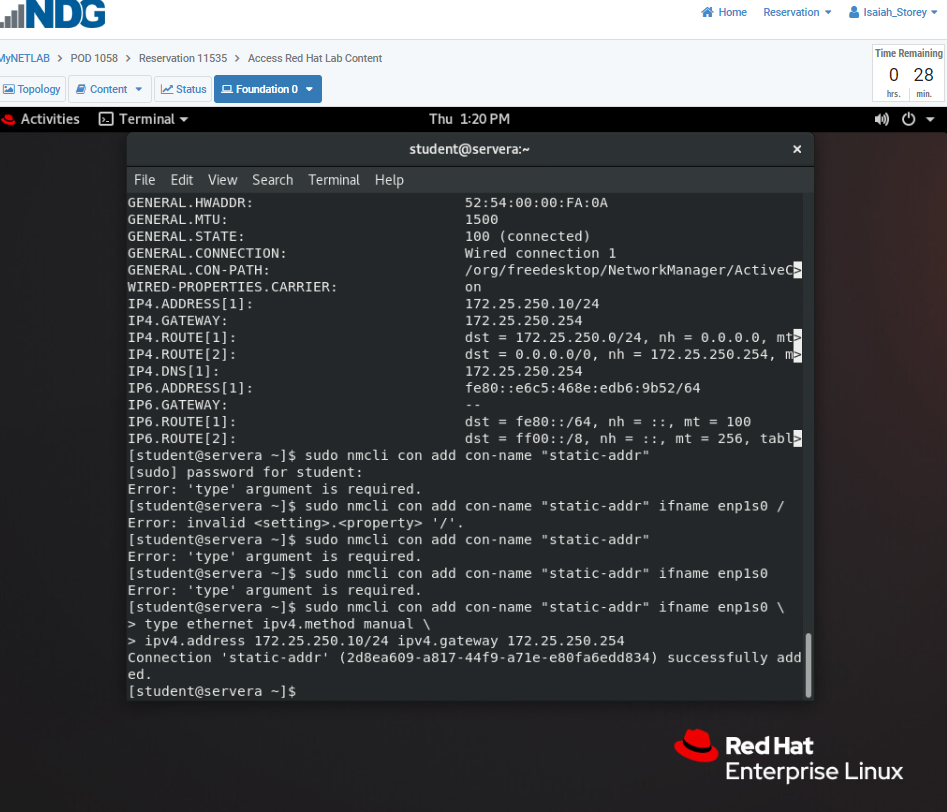 NDG
Home Reservation Isaiah_Storey
MyNETLAB > POD 1058 > Reservation 11535 > Access Red Hat Lab Content
Time Remaining
0 28
hrs. min.
Topology Content Status Foundation 0
Activities Terminal Thu 1:20 PM
student@servera:~ ×
File Edit View Search Terminal Help
GENERAL.HWADDR: 52:54:00:00:FA:0A
GENERAL.MTU: 1500
GENERAL.STATE: 100 (connected)
GENERAL.CONNECTION: Wired connection 1
GENERAL.CON-PATH: /org/freedesktop/NetworkManager/ActiveC>
WIRED-PROPERTIES.CARRIER: on
IP4.ADDRESS[1]: 172.25.250.10/24
IP4.GATEWAY: 172.25.250.254
IP4.ROUTE[1]: dst = 172.25.250.0/24, nh = 0.0.0.0, mt>
IP4.ROUTE[2]: dst = 0.0.0.0/0, nh = 172.25.250.254, m>
IP4.DNS[1]: 172.25.250.254
IP6.ADDRESS[1]: fe80::e6c5:468e:edb6:9b52/64
IP6.GATEWAY: --
IP6.ROUTE[1]: dst = fe80::/64, nh = ::, mt = 100
IP6.ROUTE[2]: dst = ff00::/8, nh = ::, mt = 256, tabl>
[student@servera ~]$ sudo nmcli con add con-name "static-addr"
[sudo] password for student:
Error: 'type' argument is required.
[student@servera ~]$ sudo nmcli con add con-name "static-addr" ifname enp1s0 /
Error: invalid <setting>.<property> '/'.
[student@servera ~]$ sudo nmcli con add con-name "static-addr"
Error: 'type' argument is required.
[student@servera ~]$ sudo nmcli con add con-name "static-addr" ifname enp1s0
Error: 'type' argument is required.
[student@servera ~]$ sudo nmcli con add con-name "static-addr" ifname enp1s0 \
> type ethernet ipv4.method manual \
> ipv4.address 172.25.250.10/24 ipv4.gateway 172.25.250.254
Connection 'static-addr' (2d8ea609-a817-44f9-a71e-e80fa6edd834) successfully add
ed.
[student@servera ~]$
Red Hat
Enterprise Linux